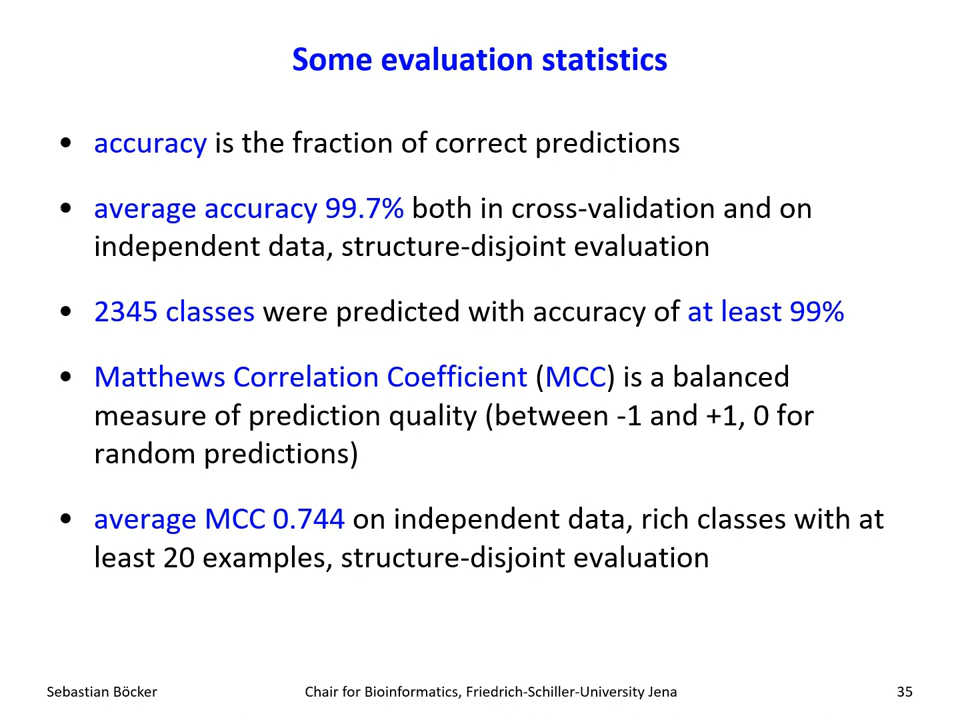 Some evaluation statistics
• accuracy is the fraction of correct predictions
• average accuracy 99.7% both in cross-validation and on
independent data, structure-disjoint evaluation
• 2345 classes were predicted with accuracy of at least 99%
• Matthews Correlation Coefficient (MCC) is a balanced
measure of prediction quality (between -1 and +1, 0 for
random predictions)
• average MCC 0.744 on independent data, rich classes with at
least 20 examples, structure-disjoint evaluation
Sebastian Böcker
Chair for Bioinformatics, Friedrich-Schiller-University Jena
35